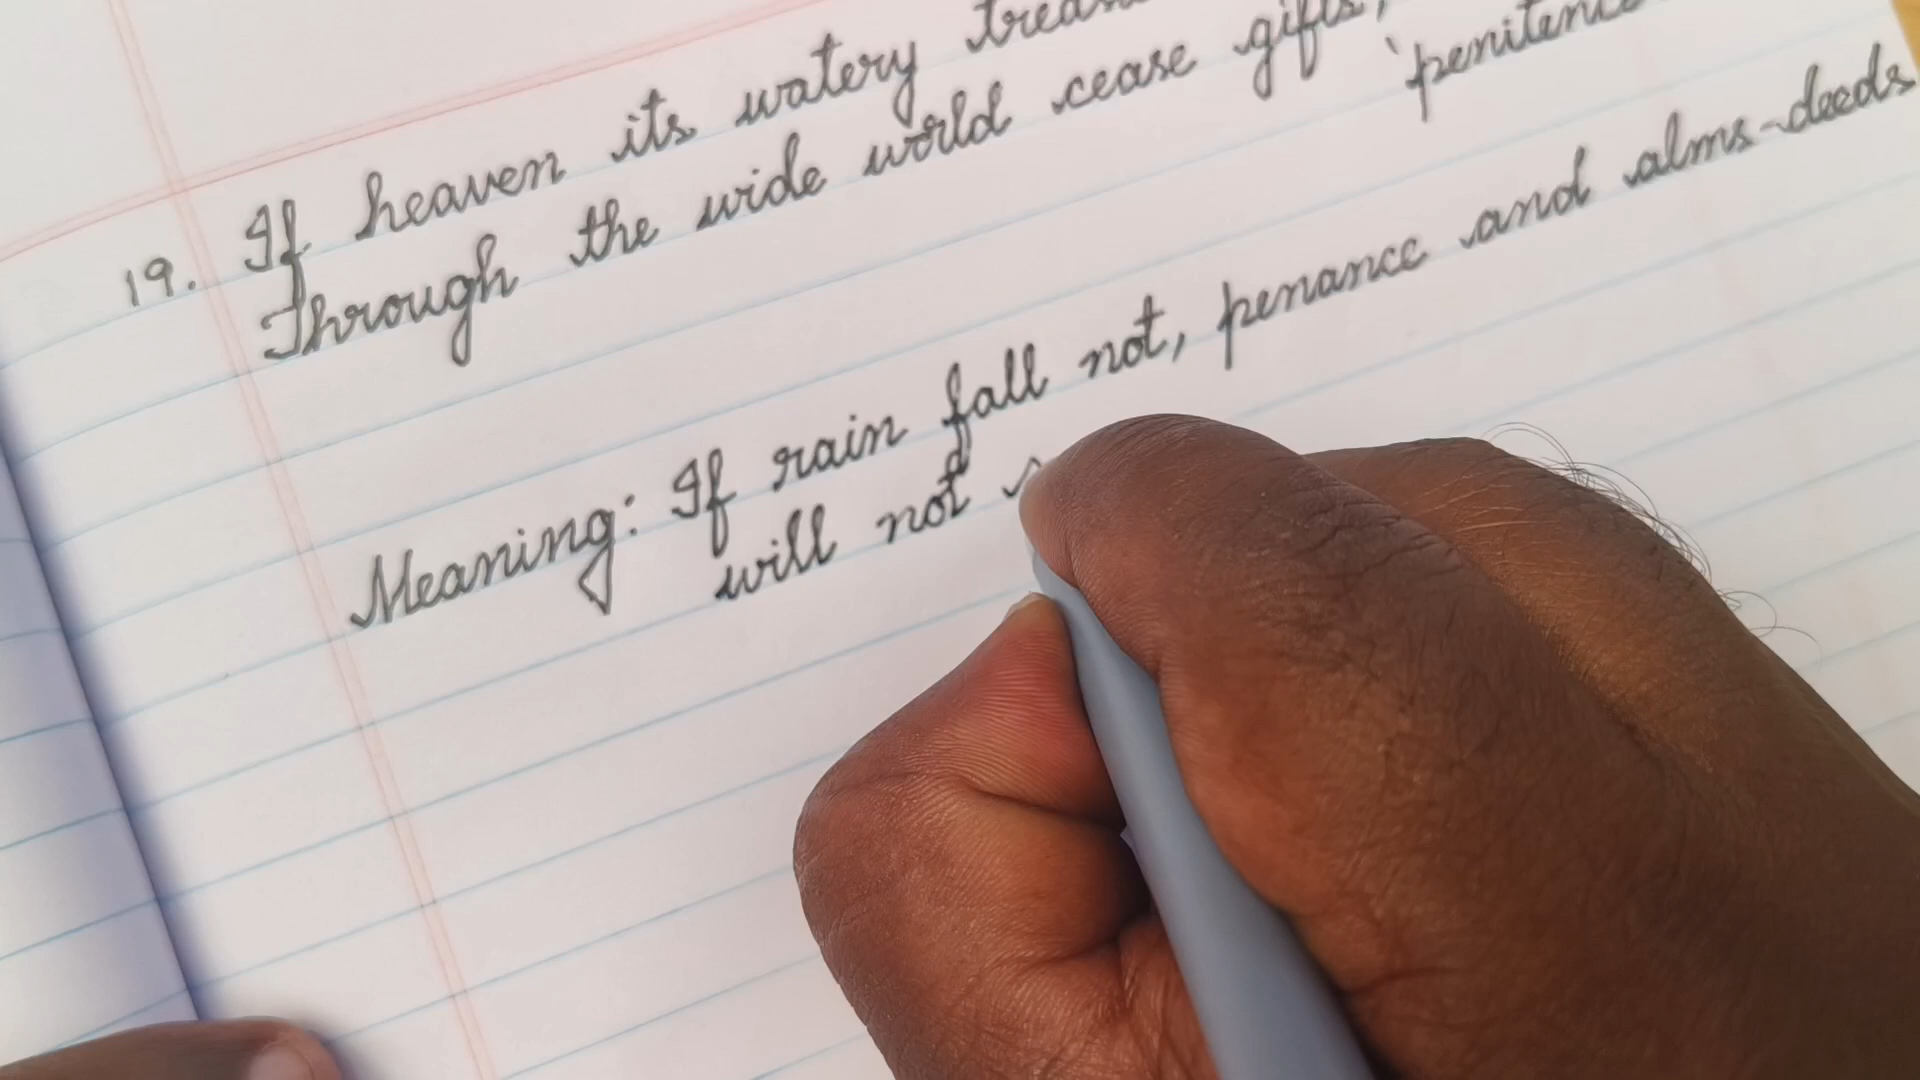 19. If heaven its watery
Through the wide world cease gifts,
Meaning: If rain fall not, penance and alms-deeds
will not